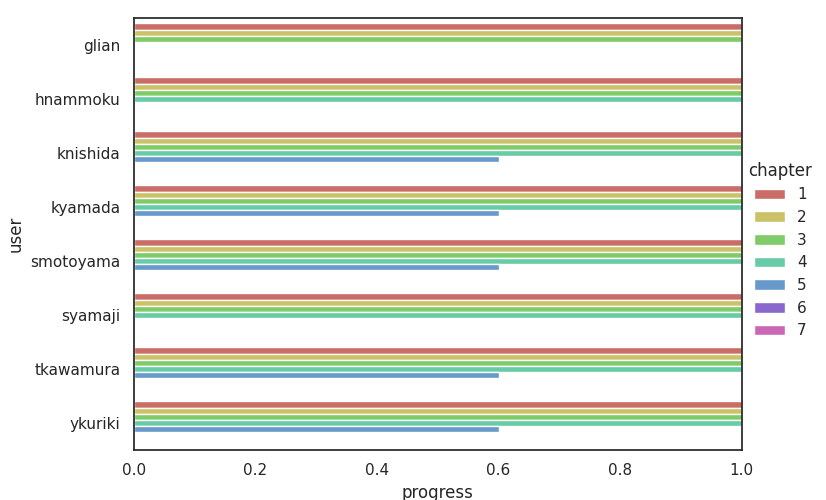 glian
hnammoku
knishida
kyamada
smotoyama
syamaji
tkawamura
ykuriki
user
0.0 0.2 0.4 0.6 0.8 1.0
progress
chapter
1
2
3
4
5
6
7